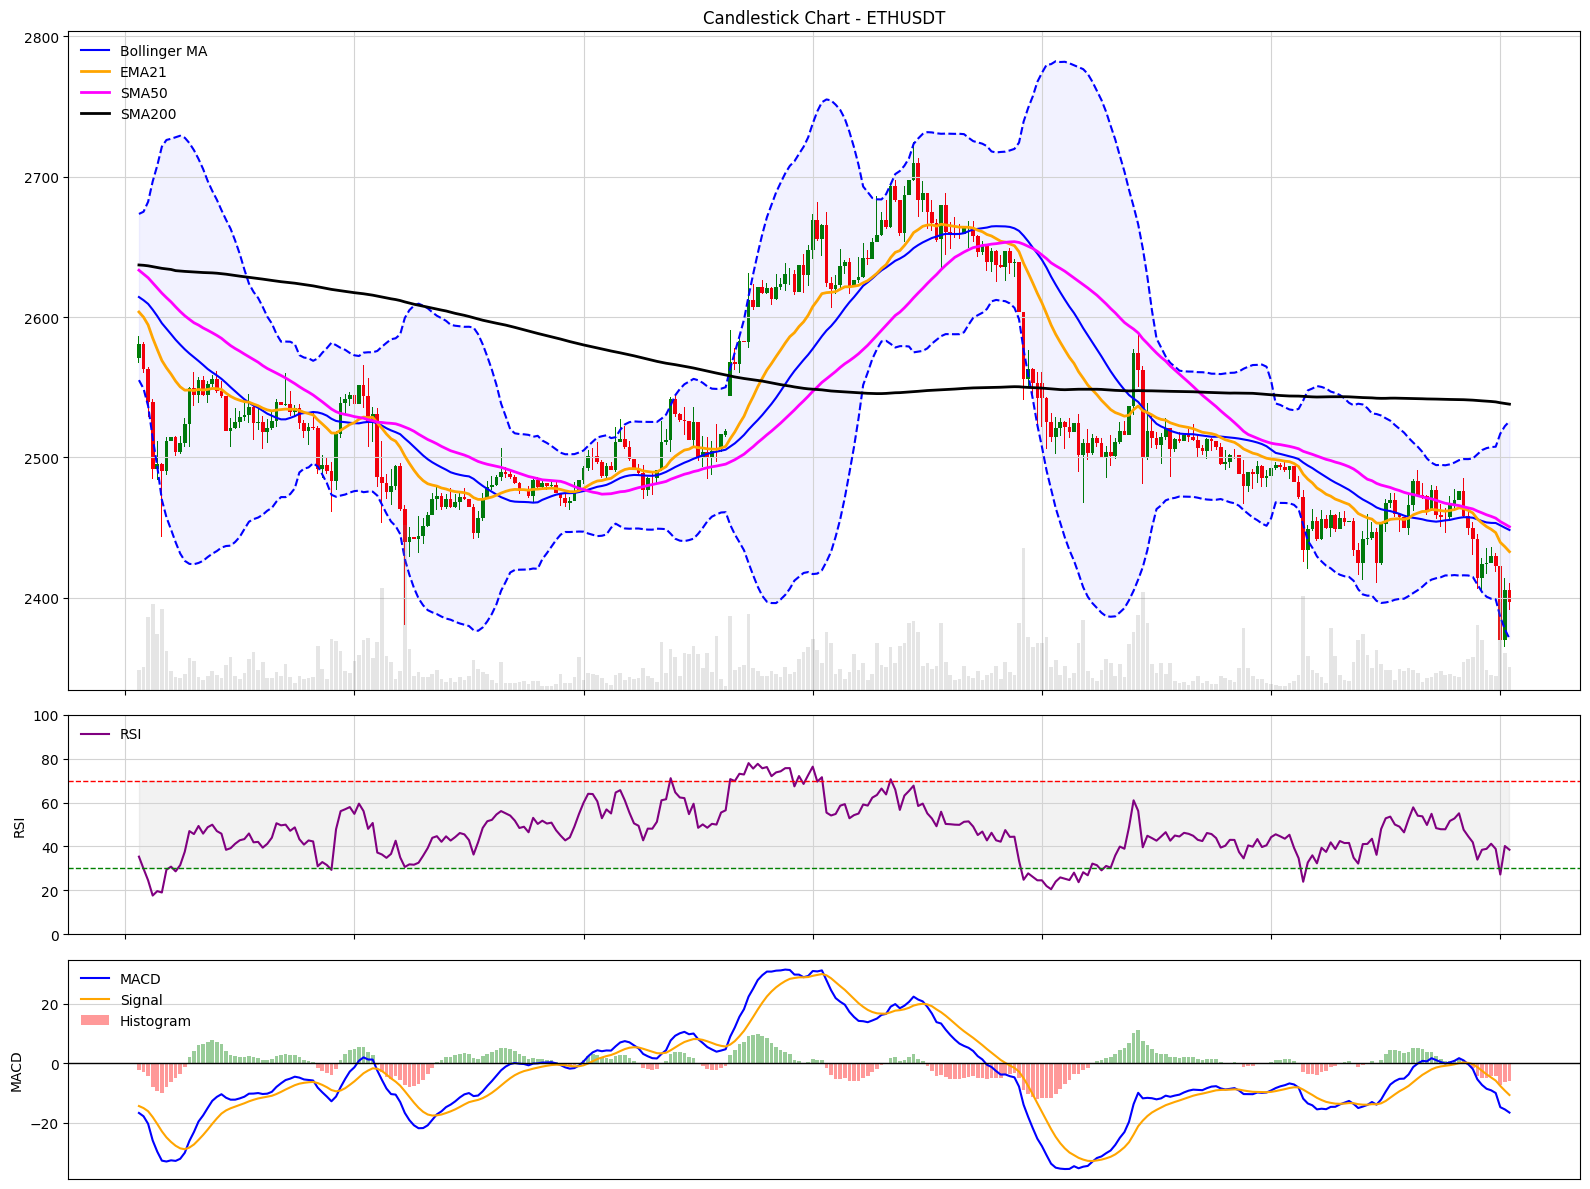 Candlestick Chart - ETHUSDT
2800
2700
2600
2500
2400
Bollinger MA
EMA21
SMA50
SMA200
100
80
60
40
20
0
RSI
RSI
20
0
−20
MACD
MACD
Signal
Histogram